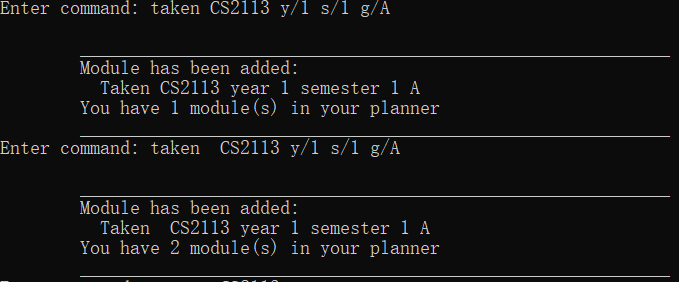 Enter command: taken CS2113 y/1 s/1 g/A
Module has been added:
Taken CS2113 year 1 semester 1 A
You have 1 module(s) in your planner
Enter command: taken  CS2113 y/1 s/1 g/A
Module has been added:
Taken  CS2113 year 1 semester 1 A
You have 2 module(s) in your planner